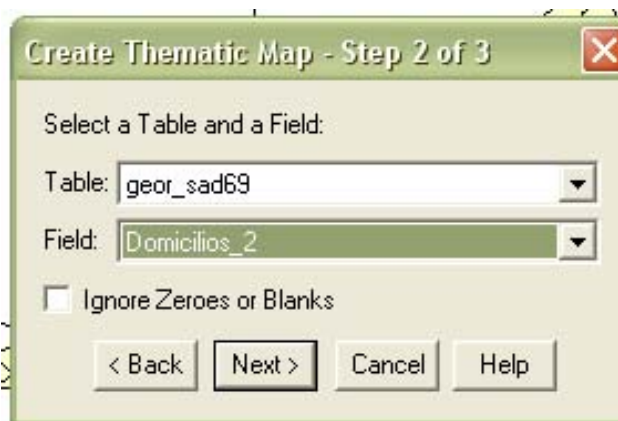 Create Thematic Map - Step 2 of 3
Select a Table and a Field:
Table: geor_sad69
Field: Domicilios_2
Ignore Zeroes or Blanks
< Back Next > Cancel Help